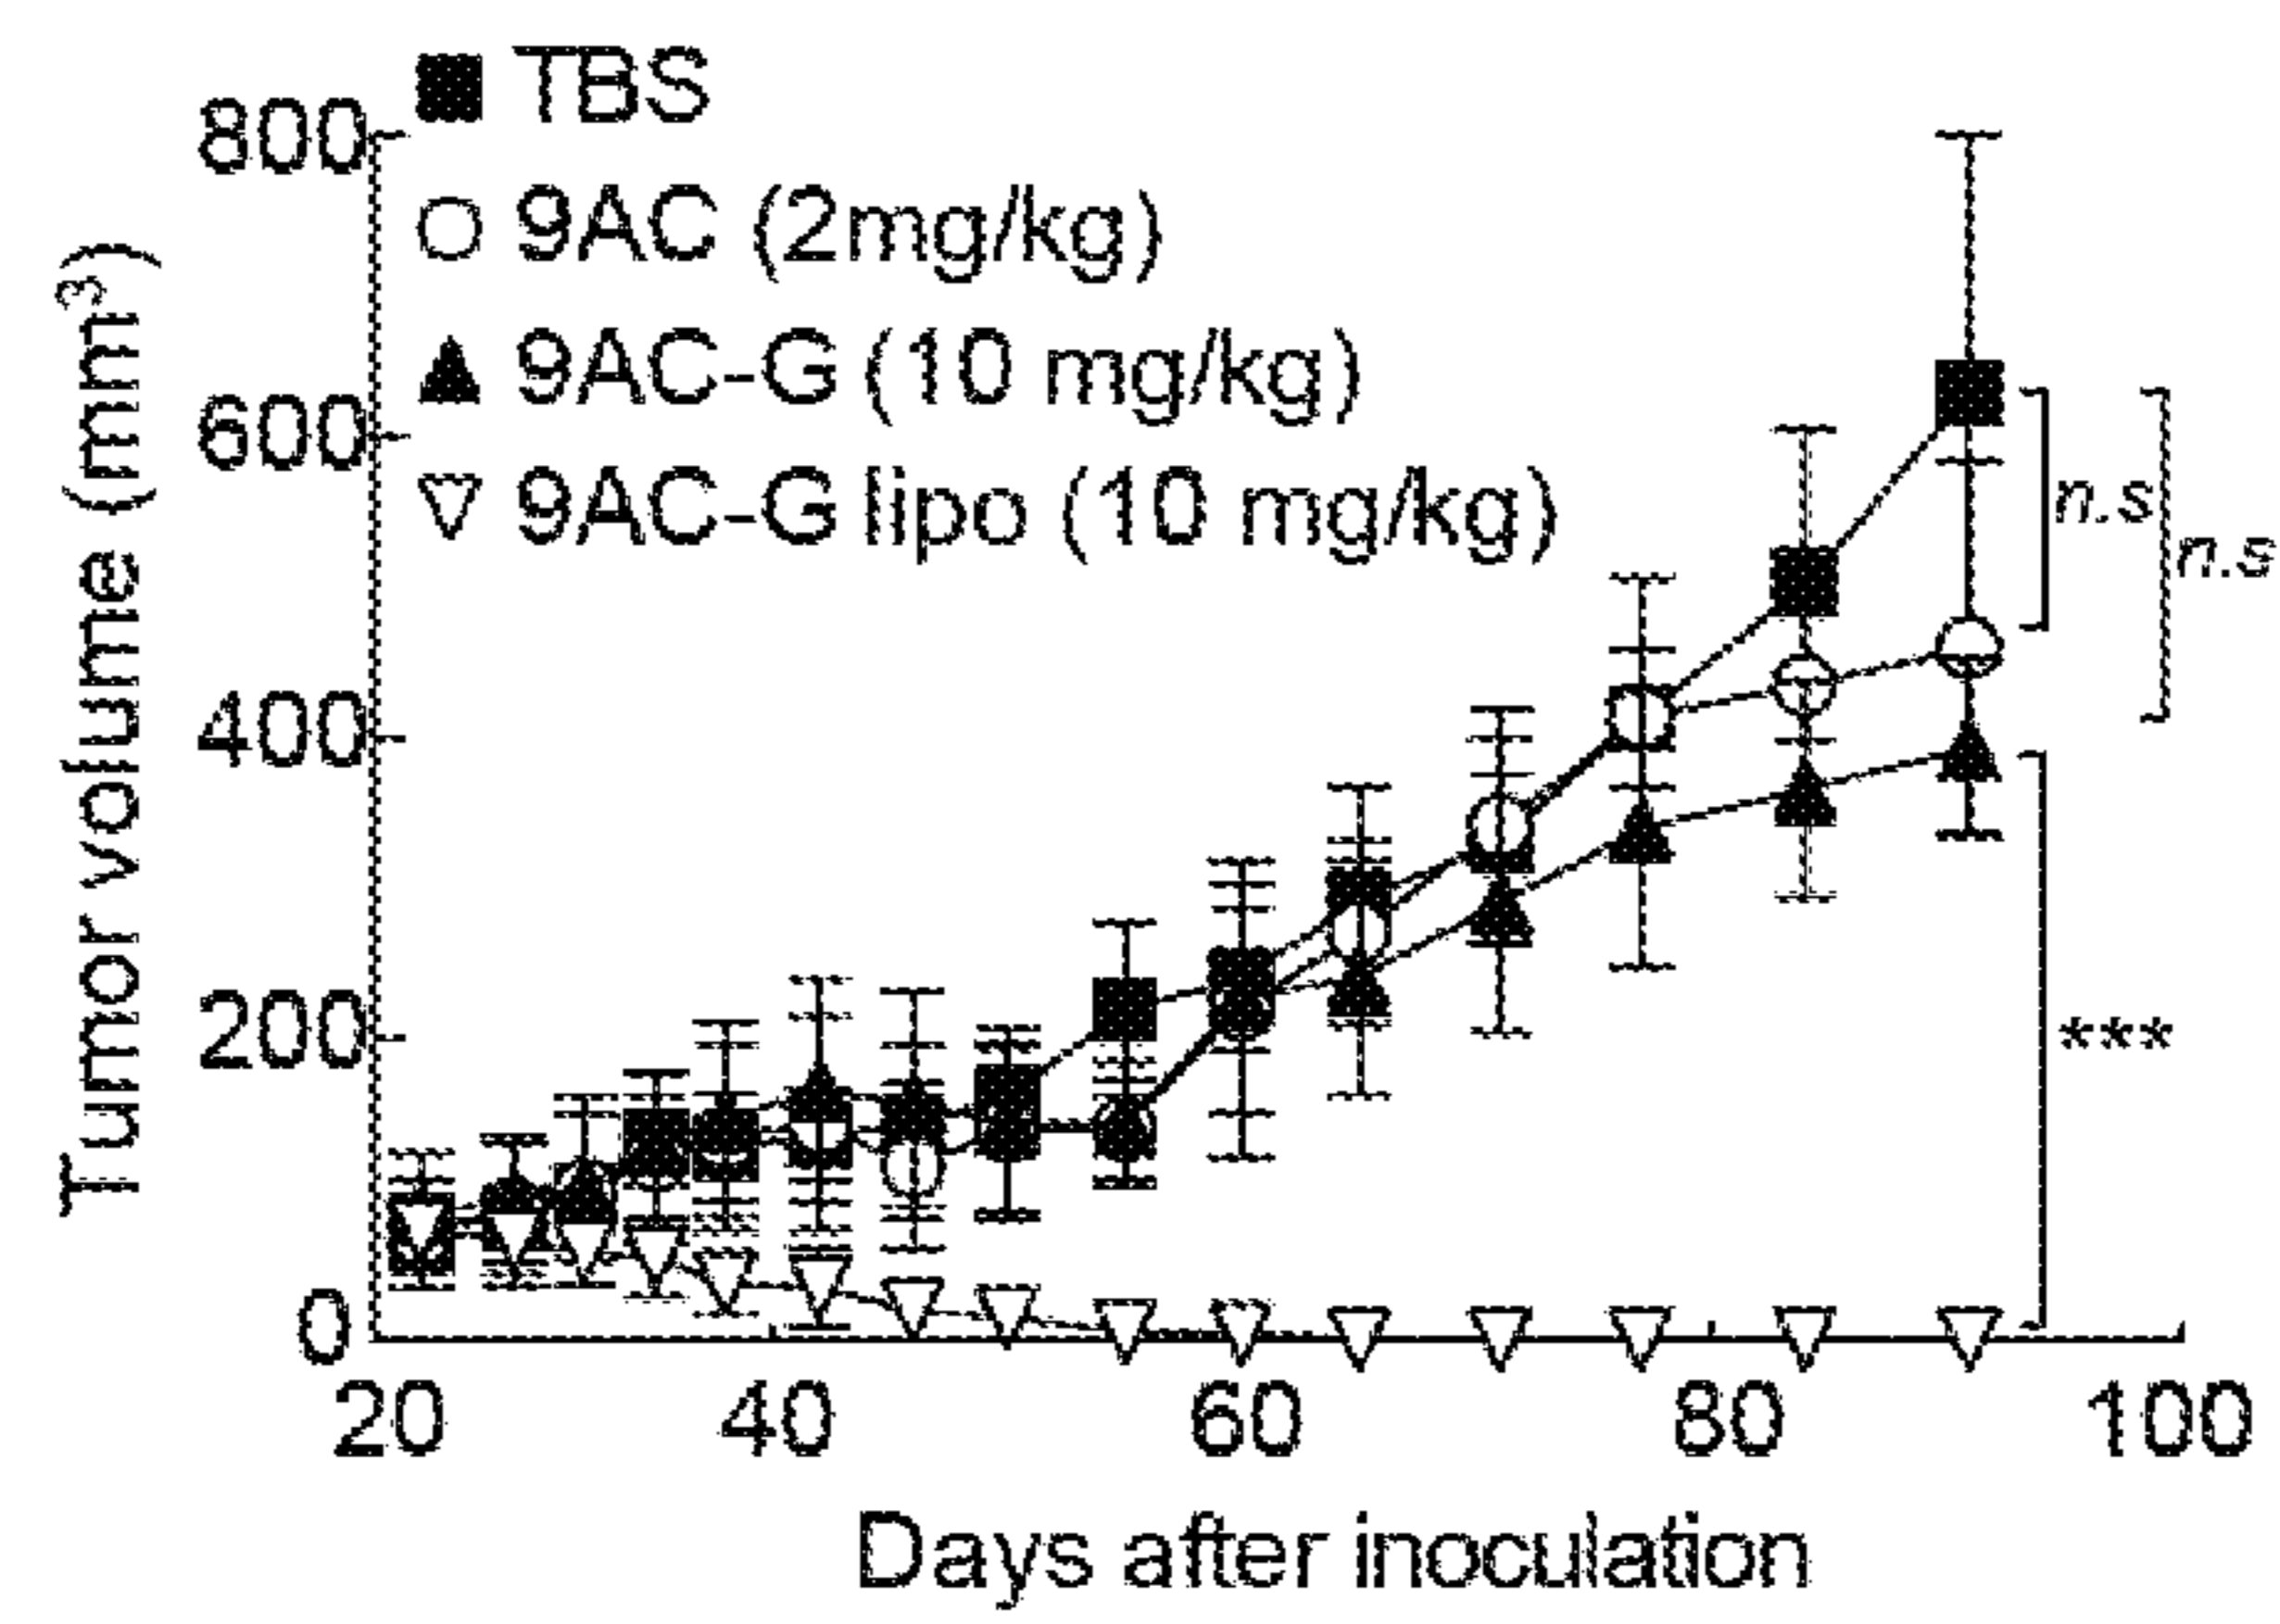 TBS
9AC (2mg/kg)
9AC-G (10 mg/kg)
9AC-G lipo (10 mg/kg)
Tumor volume (mm³)
800
600
400
200
0
n.s
n.s
***
20 40 60 80 100
Days after inoculation